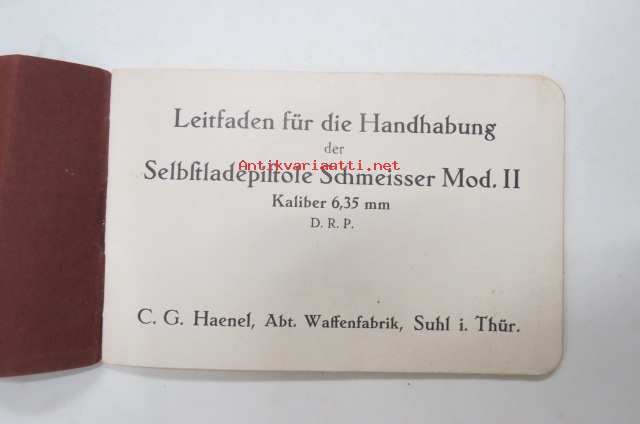 Leitfaden für die Handhabung
der
Antikvariaatti.net
Selbſtladepiſtole Schmeisser Mod. II
Kaliber 6,35 mm
D. R. P.
C. G. Haenel, Abt. Waffenfabrik, Suhl i. Thür.